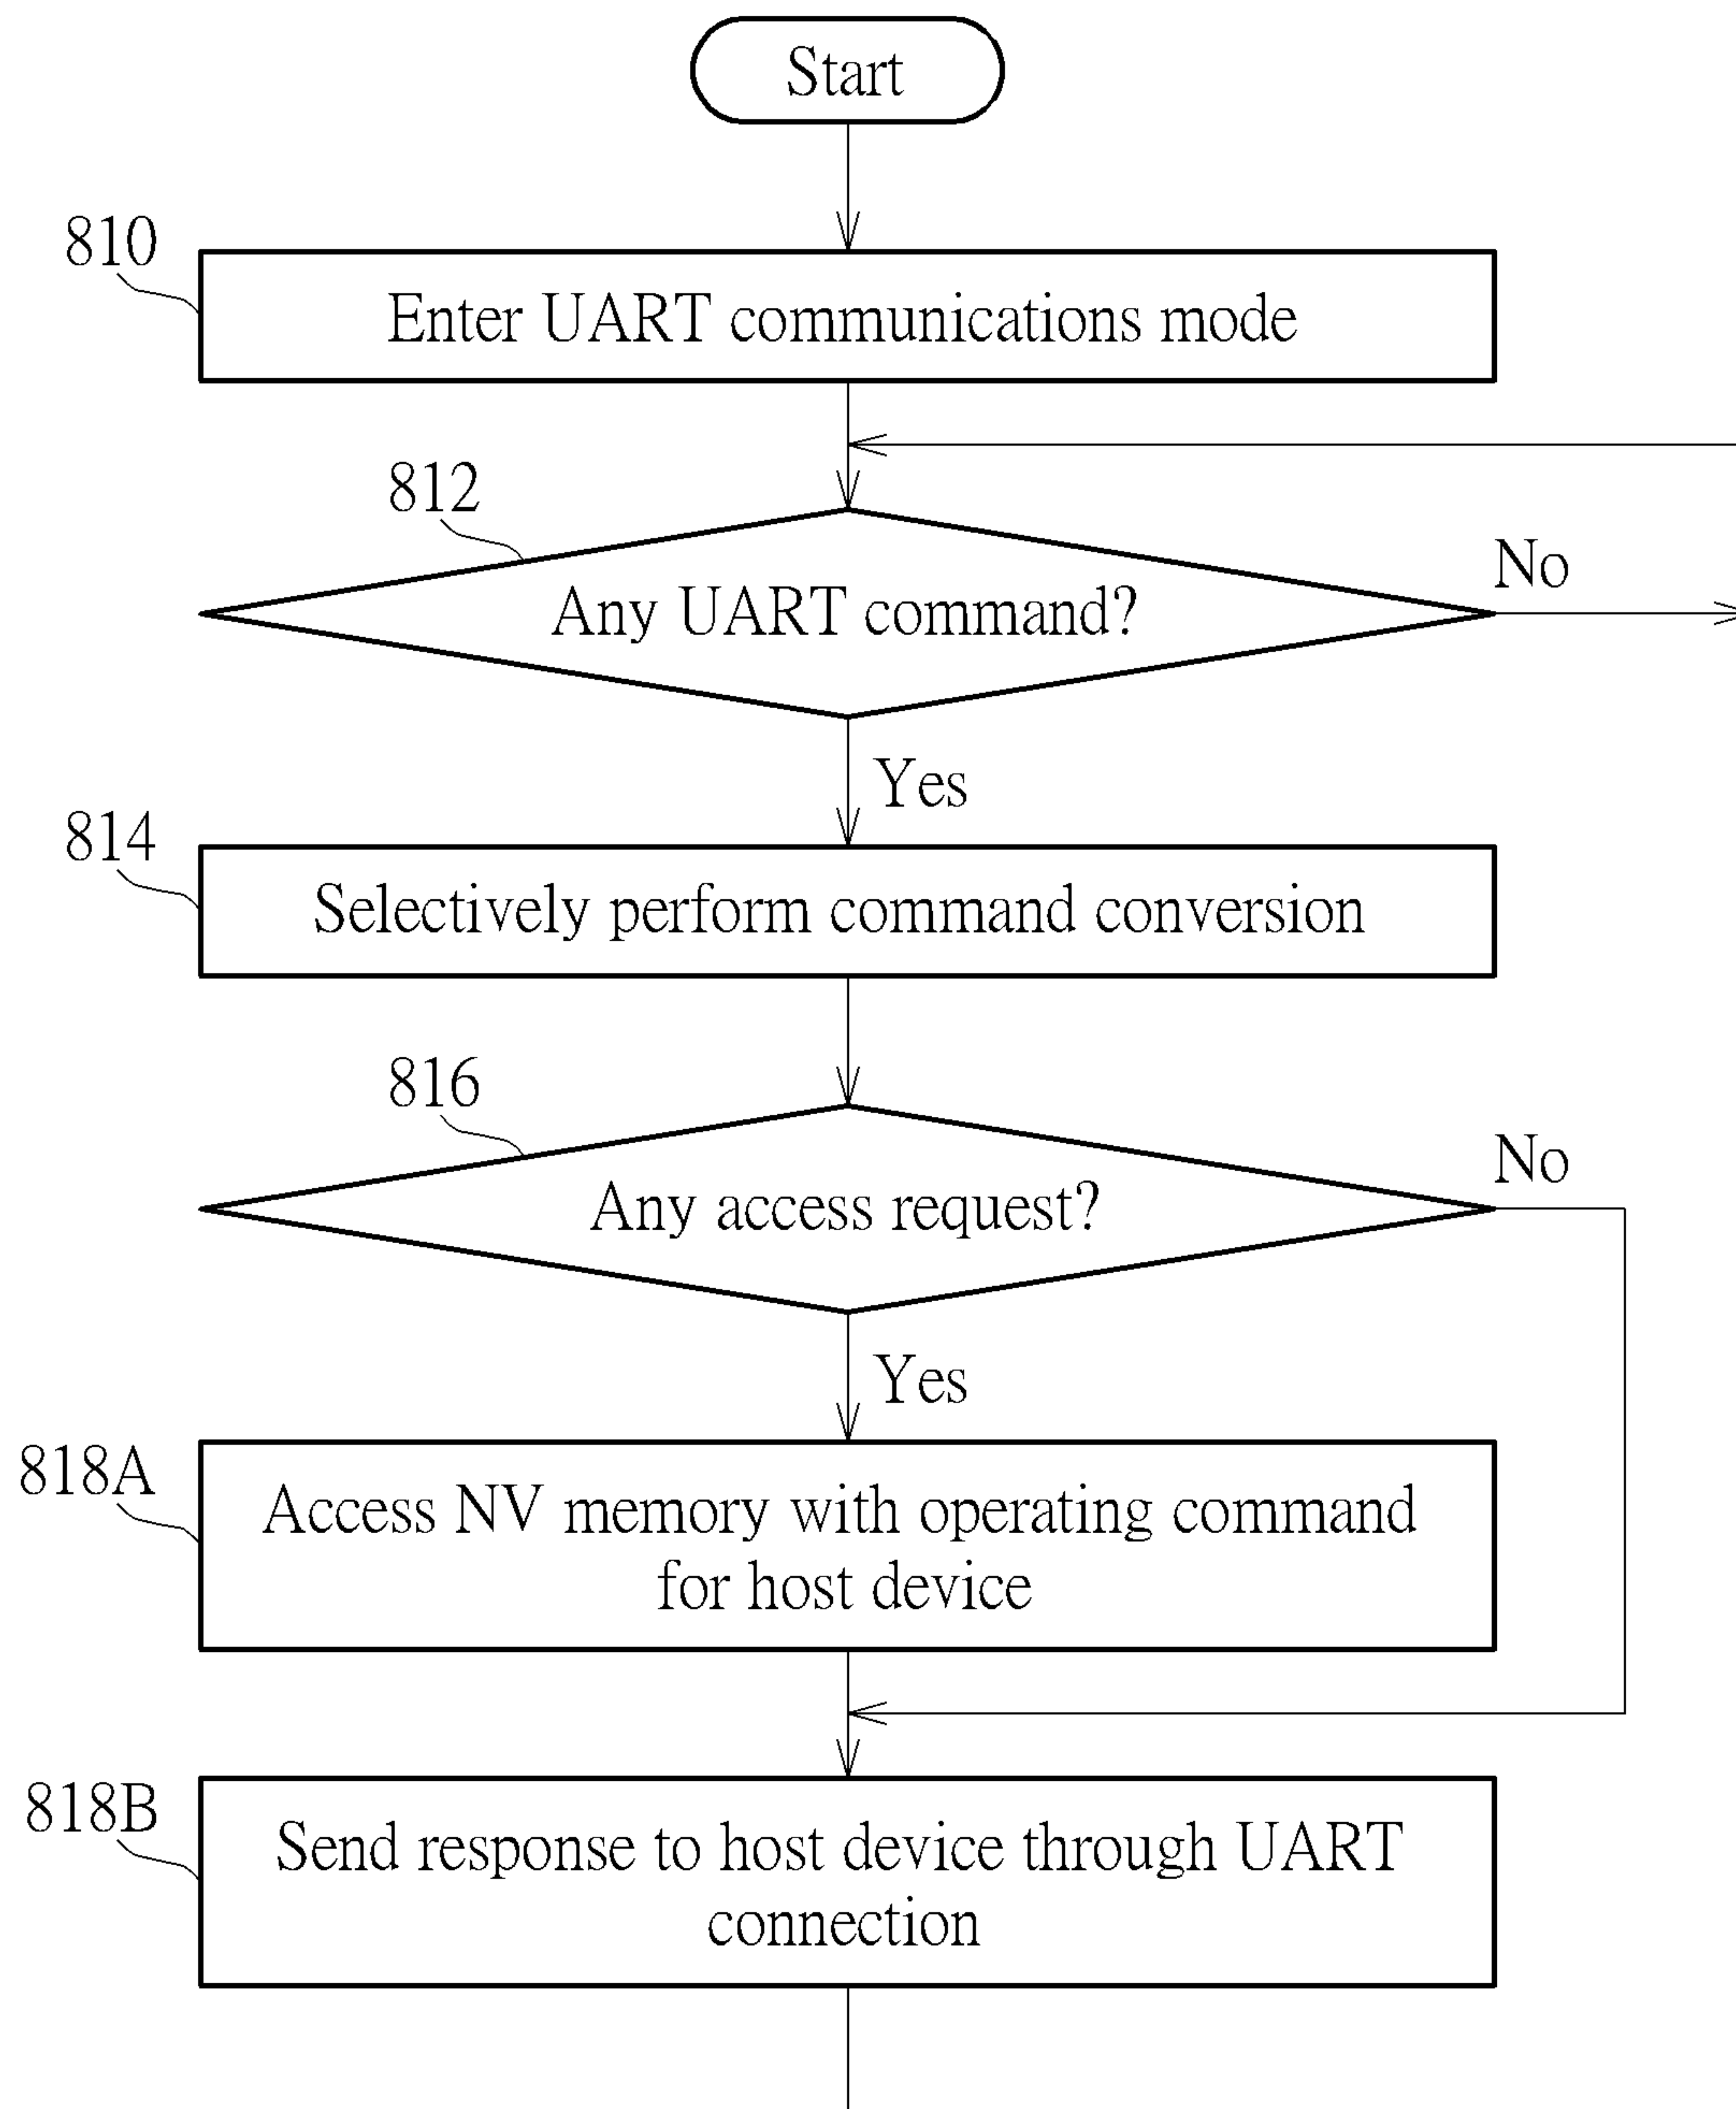 Start
810
Enter UART communications mode
812
Any UART command?
No
Yes
814
Selectively perform command conversion
816
Any access request?
No
Yes
818A
Access NV memory with operating command
for host device
818B
Send response to host device through UART
connection